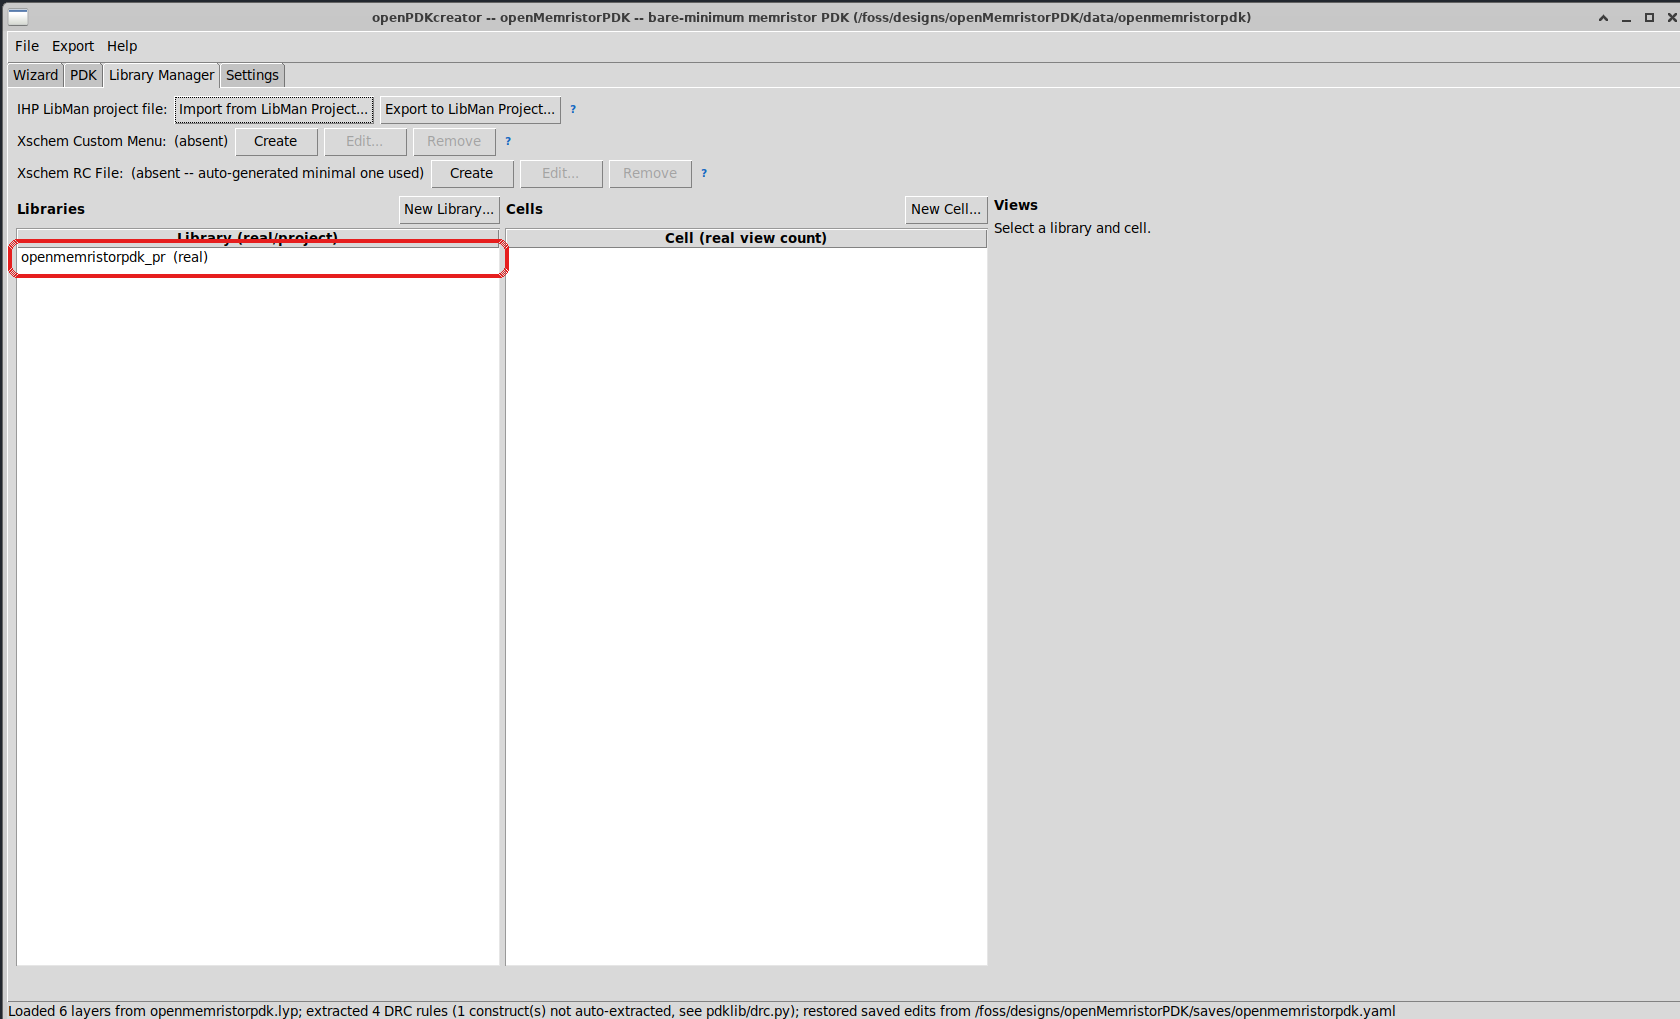 openPDKcreator -- openMemristorPDK -- bare-minimum memristor PDK (/foss/designs/openMemristorPDK/data/openmemristorpdk)
File Export Help
Wizard PDK Library Manager Settings
IHP LibMan project file: Import from LibMan Project... Export to LibMan Project... ?
Xschem Custom Menu: (absent) Create Edit... Remove ?
Xschem RC File: (absent -- auto-generated minimal one used) Create Edit... Remove ?
Libraries New Library... Cells New Cell... Views
Select a library and cell.
Library (real/project) Cell (real view count)
openmemristorpdk_pr (real)
Loaded 6 layers from openmemristorpdk.lyp; extracted 4 DRC rules (1 construct(s) not auto-extracted, see pdklib/drc.py); restored saved edits from /foss/designs/openMemristorPDK/saves/openmemristorpdk.yaml